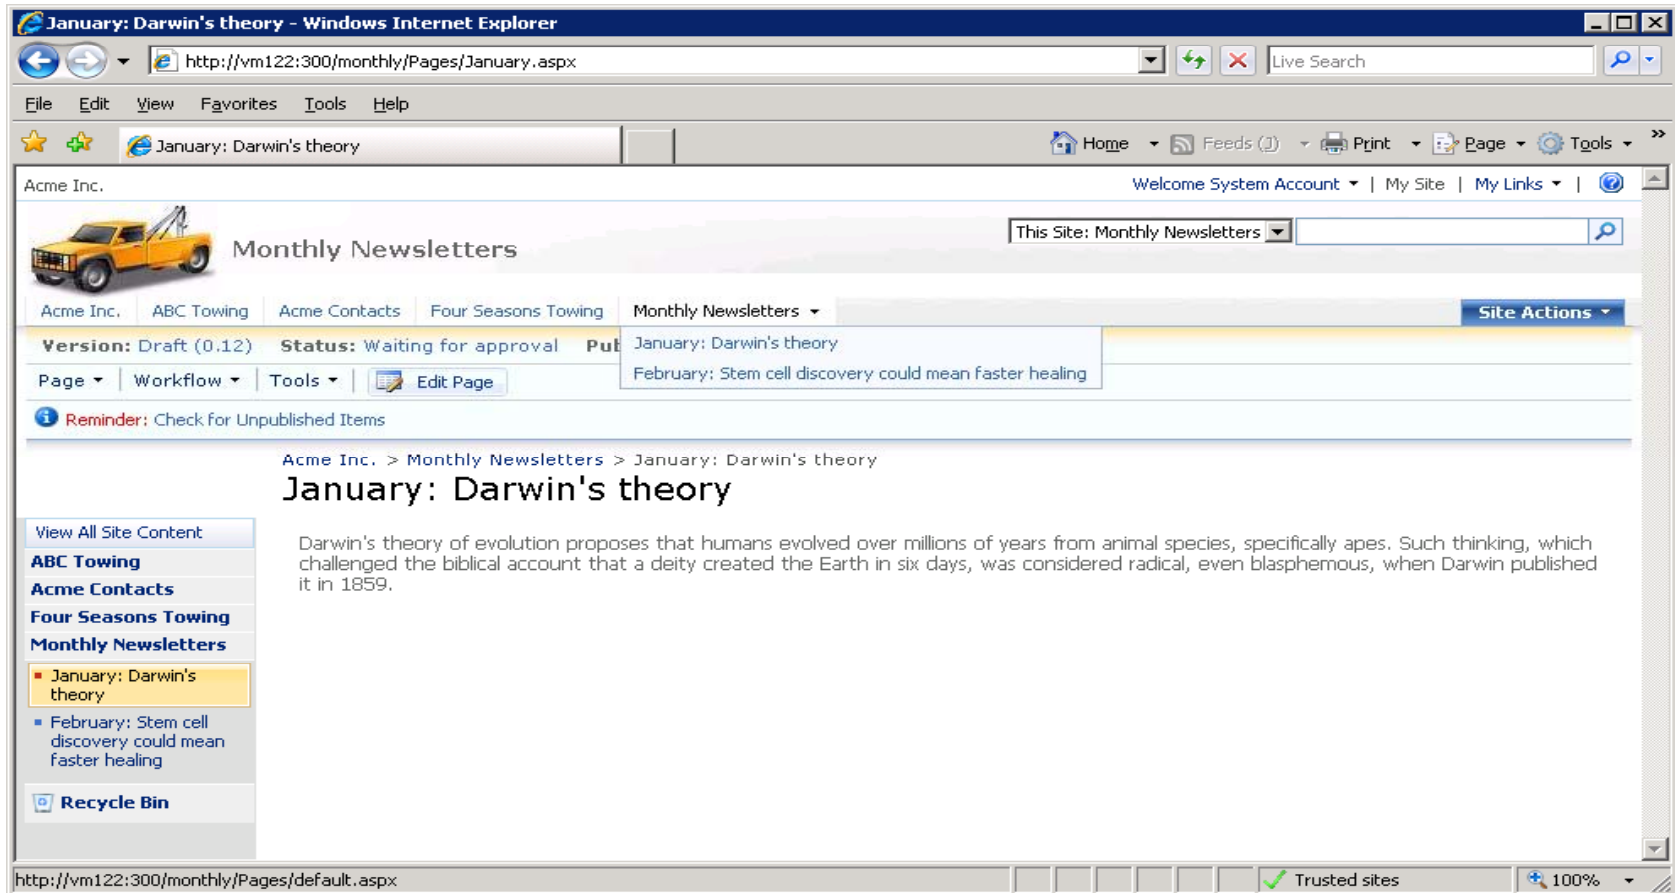 January: Darwin's theory - Windows Internet Explorer
http://vm122:300/monthly/Pages/January.aspx
Live Search
File Edit View Favorites Tools Help
January: Darwin's theory
Home Feeds (J) Print Page Tools »
Acme Inc.
Welcome System Account | My Site | My Links |
Monthly Newsletters
This Site: Monthly Newsletters
Acme Inc. ABC Towing Acme Contacts Four Seasons Towing Monthly Newsletters
Site Actions
Version: Draft (0.12) Status: Waiting for approval
January: Darwin's theory
February: Stem cell discovery could mean faster healing
Page Workflow Tools Edit Page
Reminder: Check for Unpublished Items
Acme Inc. > Monthly Newsletters > January: Darwin's theory
January: Darwin's theory
View All Site Content
ABC Towing
Acme Contacts
Four Seasons Towing
Monthly Newsletters
January: Darwin's
theory
February: Stem cell
discovery could mean
faster healing
Recycle Bin
Darwin's theory of evolution proposes that humans evolved over millions of years from animal species, specifically apes. Such thinking, which
challenged the biblical account that a deity created the Earth in six days, was considered radical, even blasphemous, when Darwin published
it in 1859.
http://vm122:300/monthly/Pages/default.aspx
Trusted sites
100%